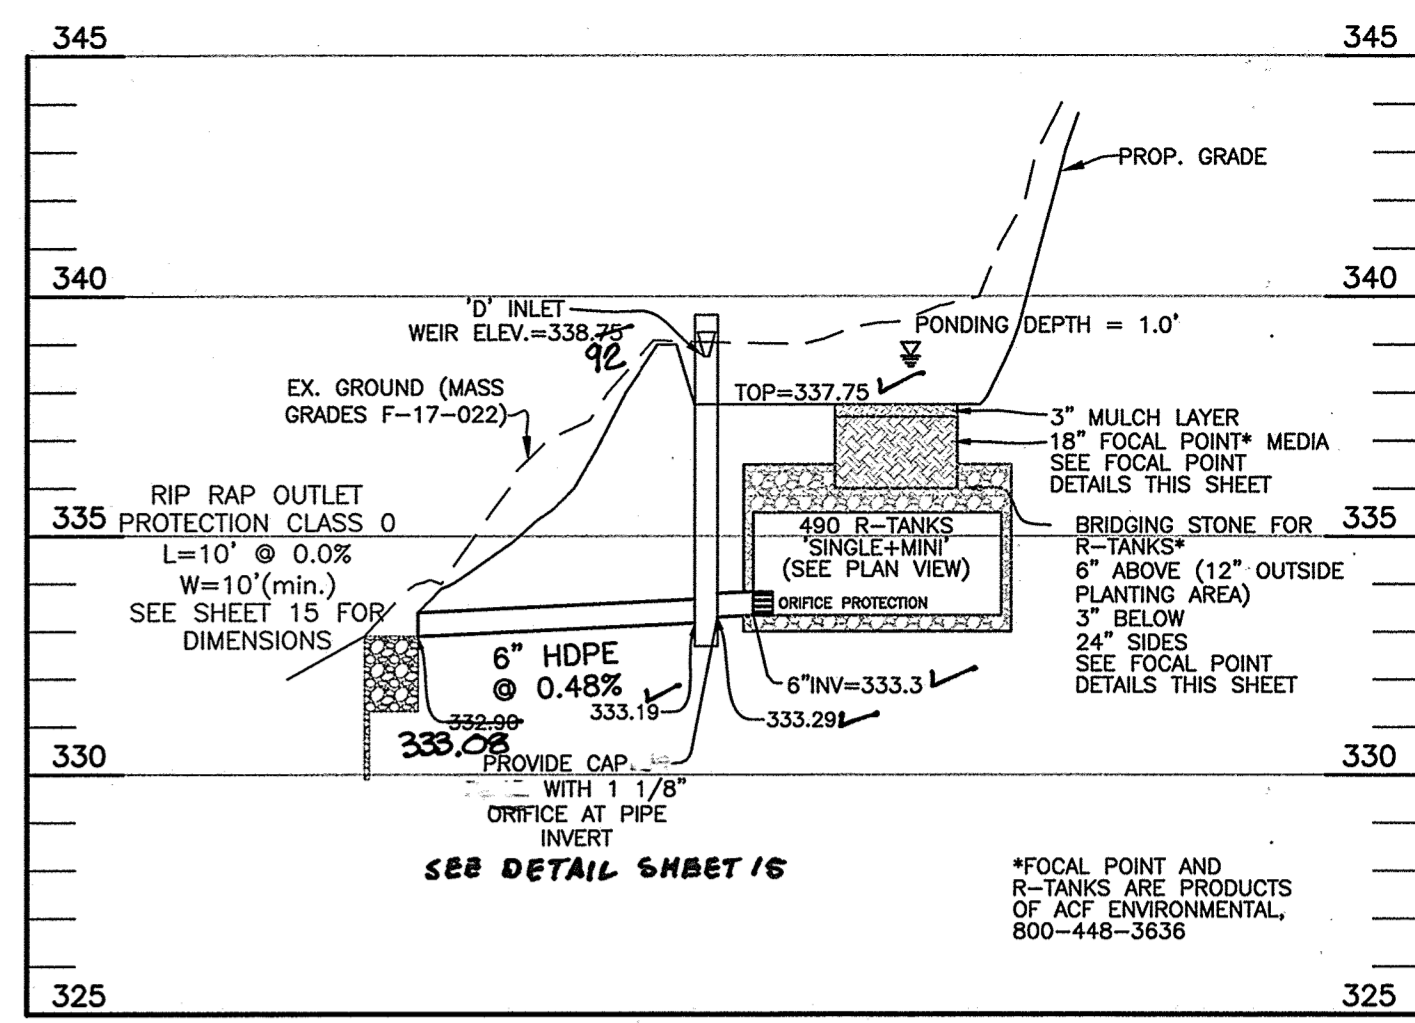 345
345
PROP. GRADE
340
340
'D' INLET
WEIR ELEV.=338.75
92
PONDING DEPTH = 1.0'
TOP=337.75
EX. GROUND (MASS
GRADES F-17-022)
3" MULCH LAYER
18" FOCAL POINT* MEDIA
SEE FOCAL POINT
DETAILS THIS SHEET
RIP RAP OUTLET
PROTECTION CLASS 0
L=10' @ 0.0%
W=10'(min.)
SEE SHEET 15 FOR
DIMENSIONS
335
335
490 R-TANKS
'SINGLE+MINI'
(SEE PLAN VIEW)
ORIFICE PROTECTION
BRIDGING STONE FOR
R-TANKS*
6" ABOVE (12" OUTSIDE
PLANTING AREA)
3" BELOW
24" SIDES
SEE FOCAL POINT
DETAILS THIS SHEET
6" HDPE
@ 0.48%
6"INV=333.3
333.19
333.29
332.90
333.08
330
330
PROVIDE CAP
WITH 1 1/8"
ORIFICE AT PIPE
INVERT
SEE DETAIL SHEET 15
*FOCAL POINT AND
R-TANKS ARE PRODUCTS
OF ACF ENVIRONMENTAL,
800-448-3636
325
325